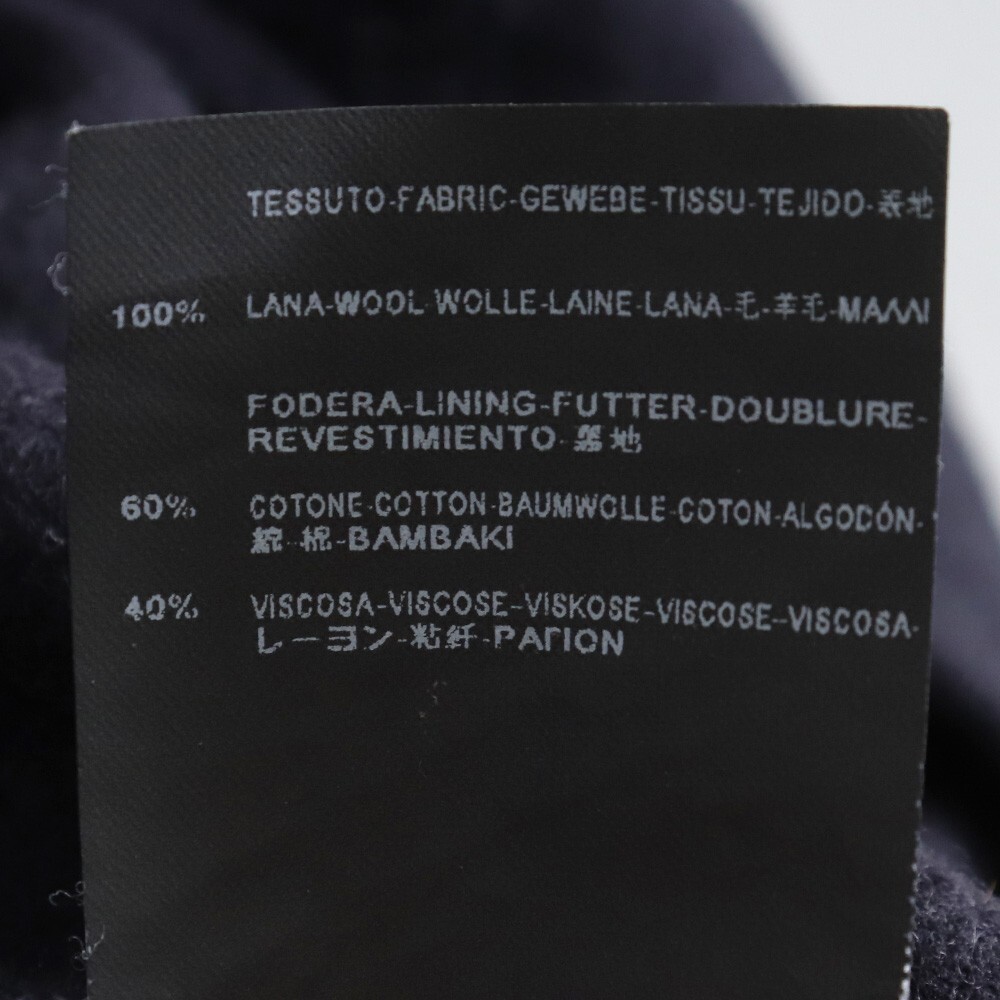 TESSUTO-FABRIC-GEWEBE-TISSU-TEJIDO-表地
100% LANA-WOOL WOLLE-LAINE-LANA-毛-羊毛-ΜΑΛΛΙ
FODERA-LINING-FUTTER-DOUBLURE-
REVESTIMIENTO-裏地
60% COTONE-COTTON-BAUMWOLLE-COTON-ALGODÓN-
綿-棉-BAMBAKI
40% VISCOSA-VISCOSE-VISKOSE-VISCOSE-VISCOSA-
レーヨン-粘纤-ΡΑΓΙΟΝ